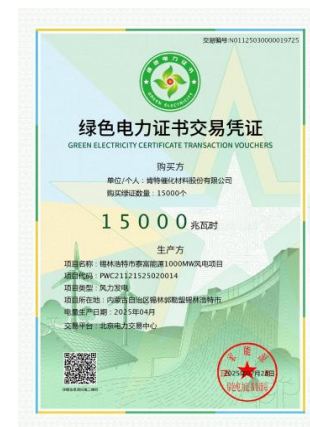 交易编号:N01125030000019725
绿色电力证书
GREEN ELECTRICITY
绿色电力证书交易凭证
GREEN ELECTRICITY CERTIFICATE TRANSACTION VOUCHERS
购买方
单位/个人：肯特催化材料股份有限公司
购买绿证数量：15000个
15000兆瓦时
生产方
项目名称：锡林浩特市泰富能源1000MW风电项目
项目代码：PWC21121525020014
项目类型：风力发电
项目所在地：内蒙古自治区锡林郭勒盟锡林浩特市
电量生产日期：2025年04月
交易平台：北京电力交易中心